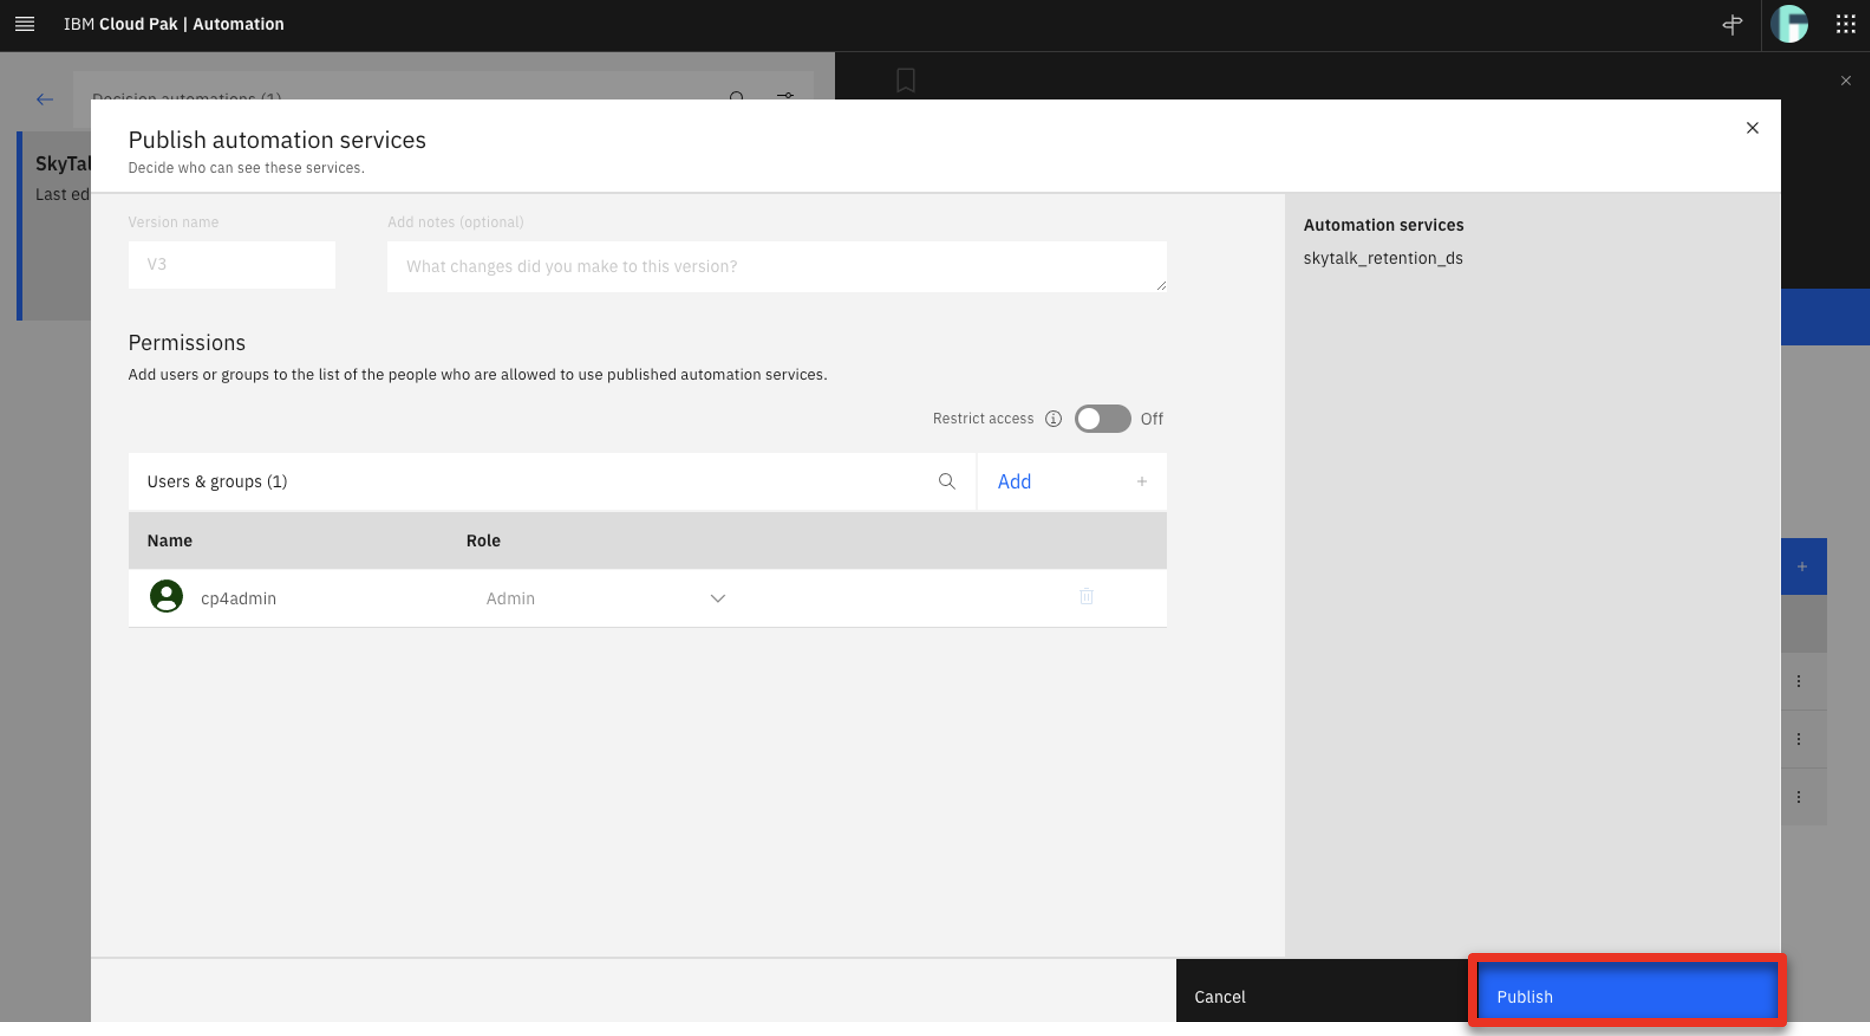 IBM Cloud Pak | Automation
Decision automations (1)
SkyTal
Last ed
Publish automation services
Decide who can see these services.
Version name
Add notes (optional)
V3
What changes did you make to this version?
Automation services
skytalk_retention_ds
Permissions
Add users or groups to the list of the people who are allowed to use published automation services.
Restrict access
Off
Users & groups (1)
Add
Name
Role
cp4admin
Admin
Cancel
Publish